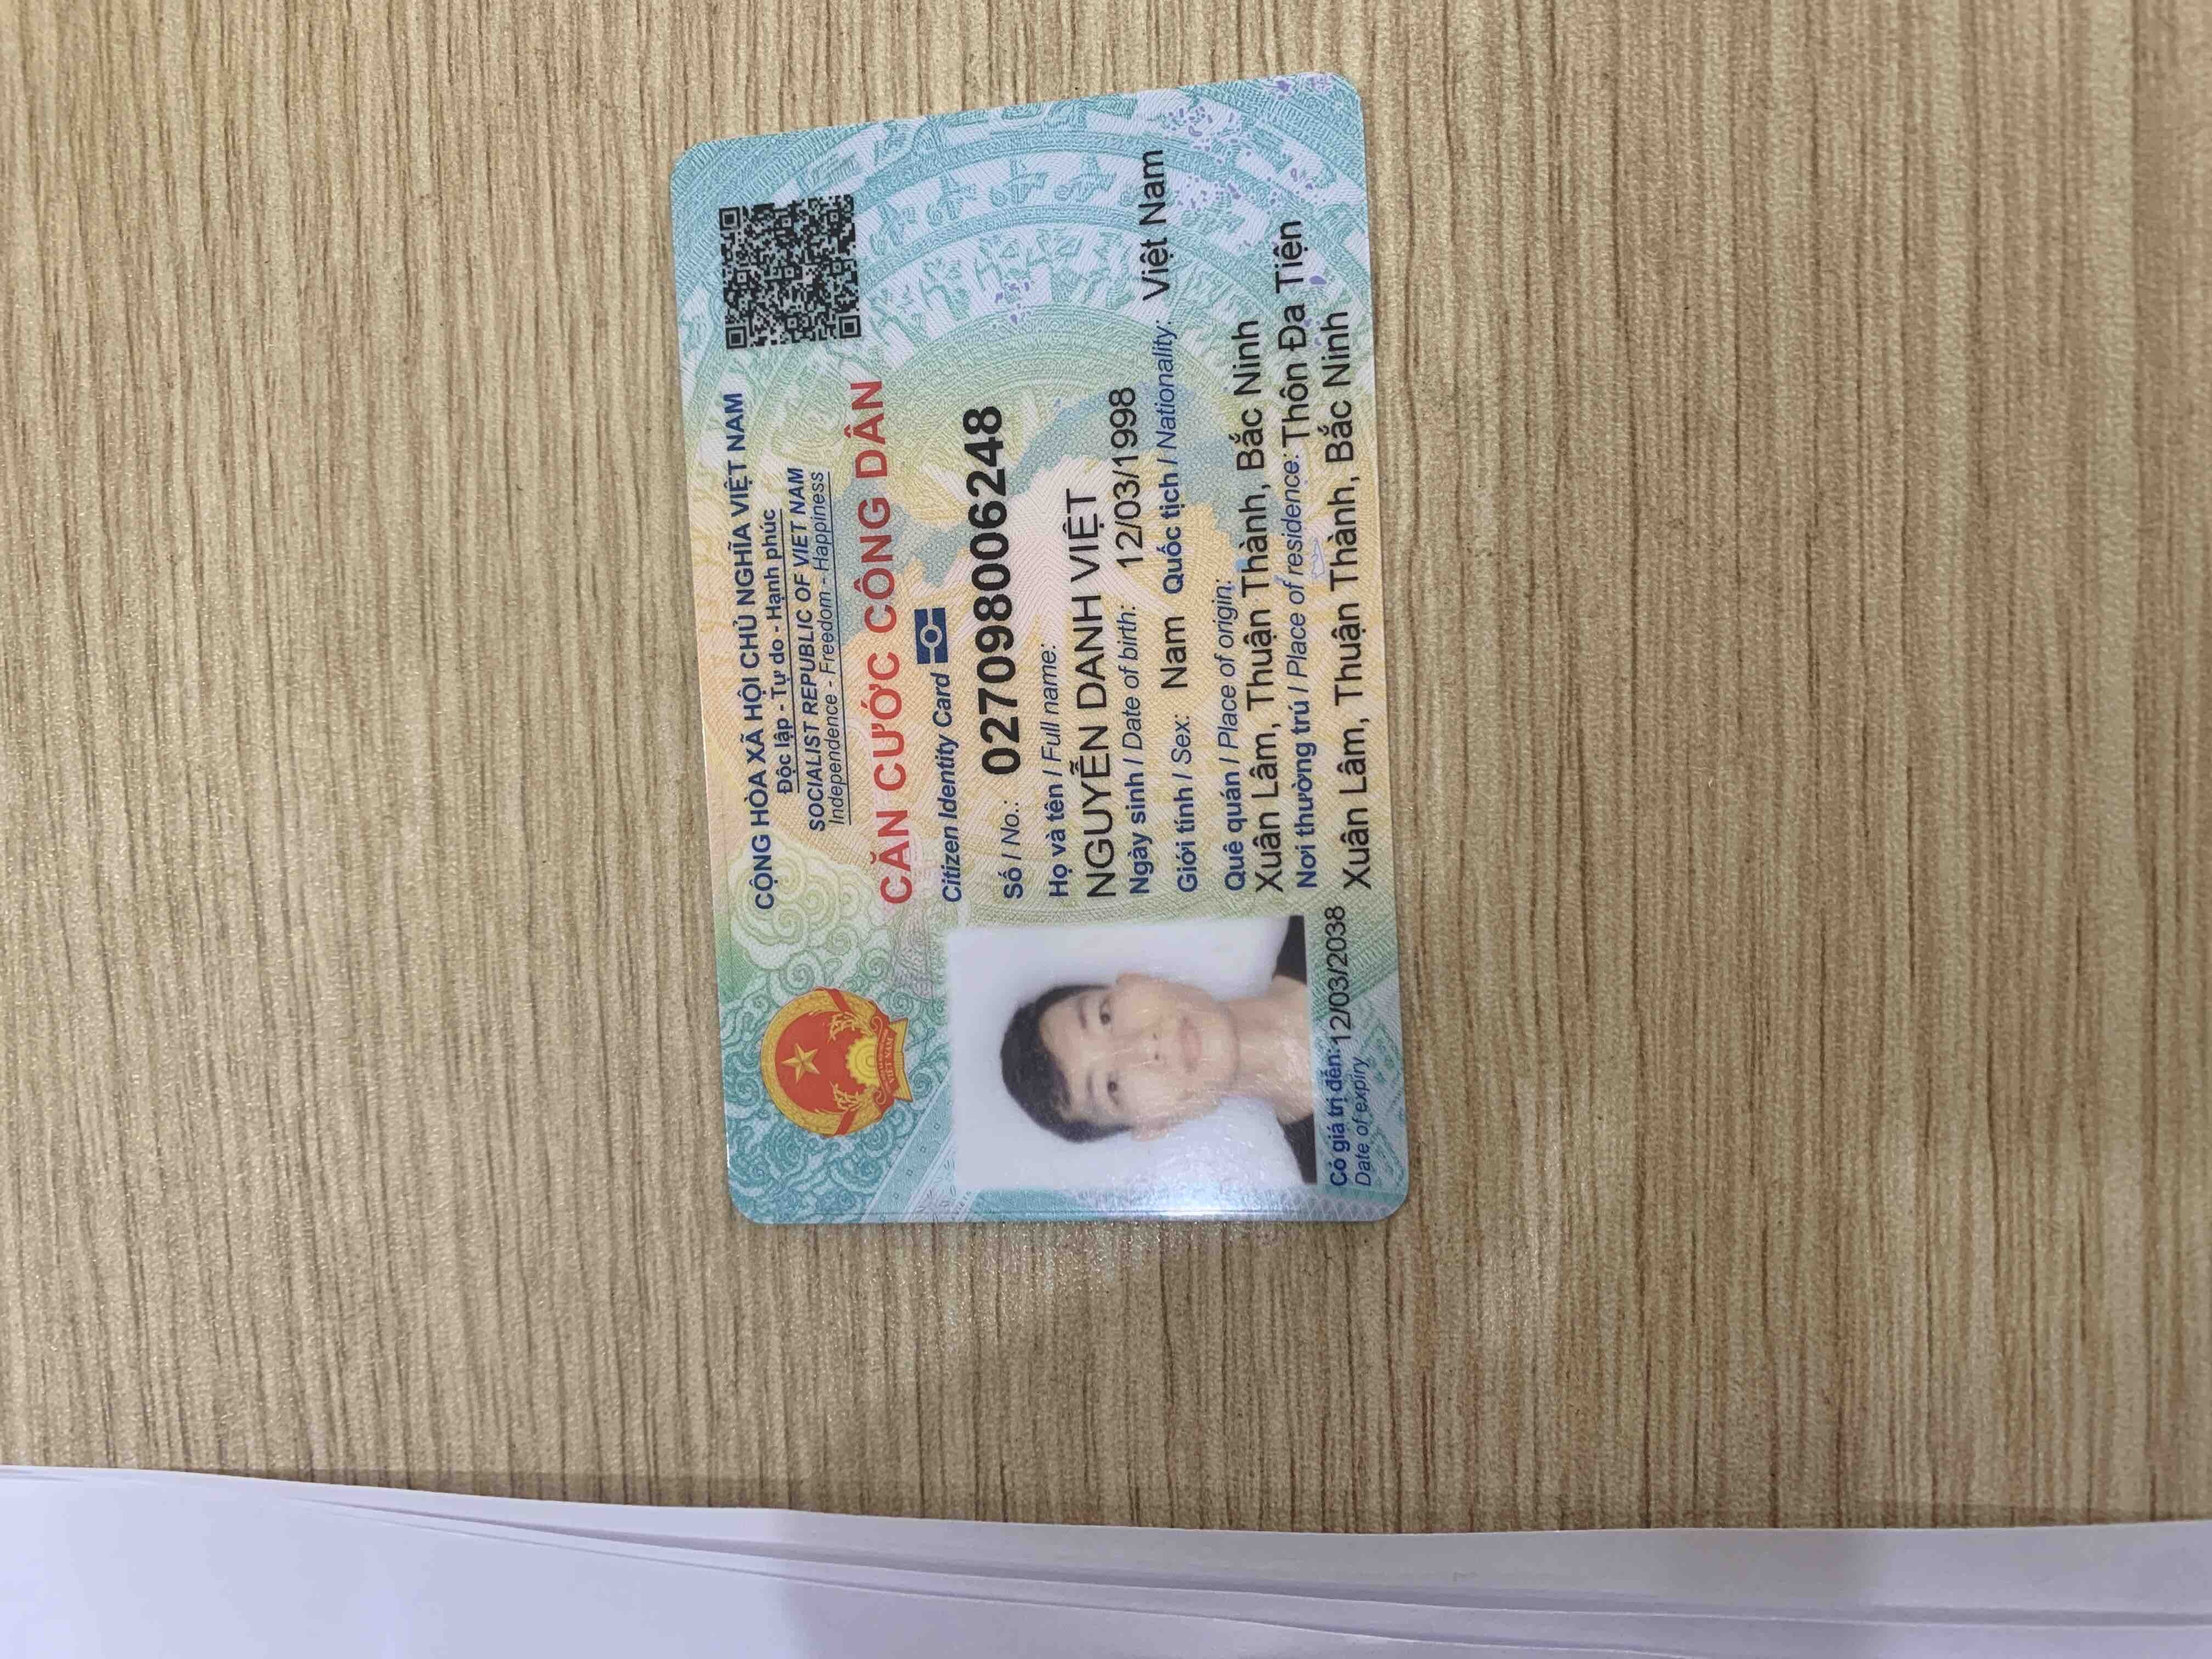 CỘNG HÒA XÃ HỘI CHỦ NGHĨA VIỆT NAM
Độc lập - Tự do - Hạnh phúc
SOCIALIST REPUBLIC OF VIET NAM
Independence - Freedom - Happiness
CĂN CƯỚC CÔNG DÂN
Citizen Identity Card
Số / No.: 027098006248
Họ và tên / Full name:
NGUYỄN DANH VIỆT
Ngày sinh / Date of birth: 12/03/1998
Giới tính / Sex: Nam Quốc tịch / Nationality: Việt Nam
Quê quán / Place of origin:
Xuân Lâm, Thuận Thành, Bắc Ninh
Nơi thường trú / Place of residence: Thôn Đa Tiện
Xuân Lâm, Thuận Thành, Bắc Ninh
Có giá trị đến: 12/03/2038
Date of expiry
VIỆT NAM